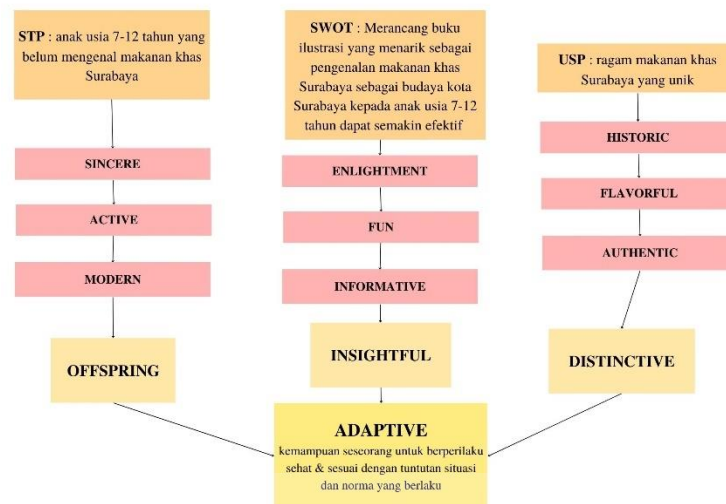 STP : anak usia 7-12 tahun yang
belum mengenal makanan khas
Surabaya
SINCERE
ACTIVE
MODERN
OFFSPRING
SWOT : Merancang buku
ilustrasi yang menarik sebagai
pengenalan makanan khas
Surabaya sebagai budaya kota
Surabaya kepada anak usia 7-12
tahun dapat semakin efektif
ENLIGHTMENT
FUN
INFORMATIVE
INSIGHTFUL
USP : ragam makanan khas
Surabaya yang unik
HISTORIC
FLAVORFUL
AUTHENTIC
DISTINCTIVE
ADAPTIVE
kemampuan seseorang untuk berperilaku
sehat & sesuai dengan tuntutan situasi
dan norma yang berlaku